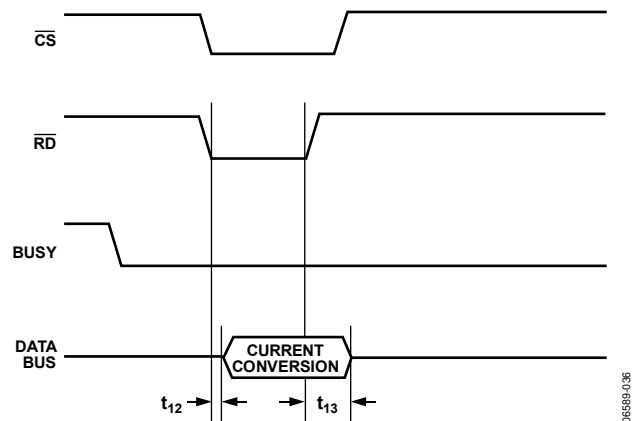 CS
RD
BUSY
DATA
BUS
CURRENT
CONVERSION
t12
t13
06589-036